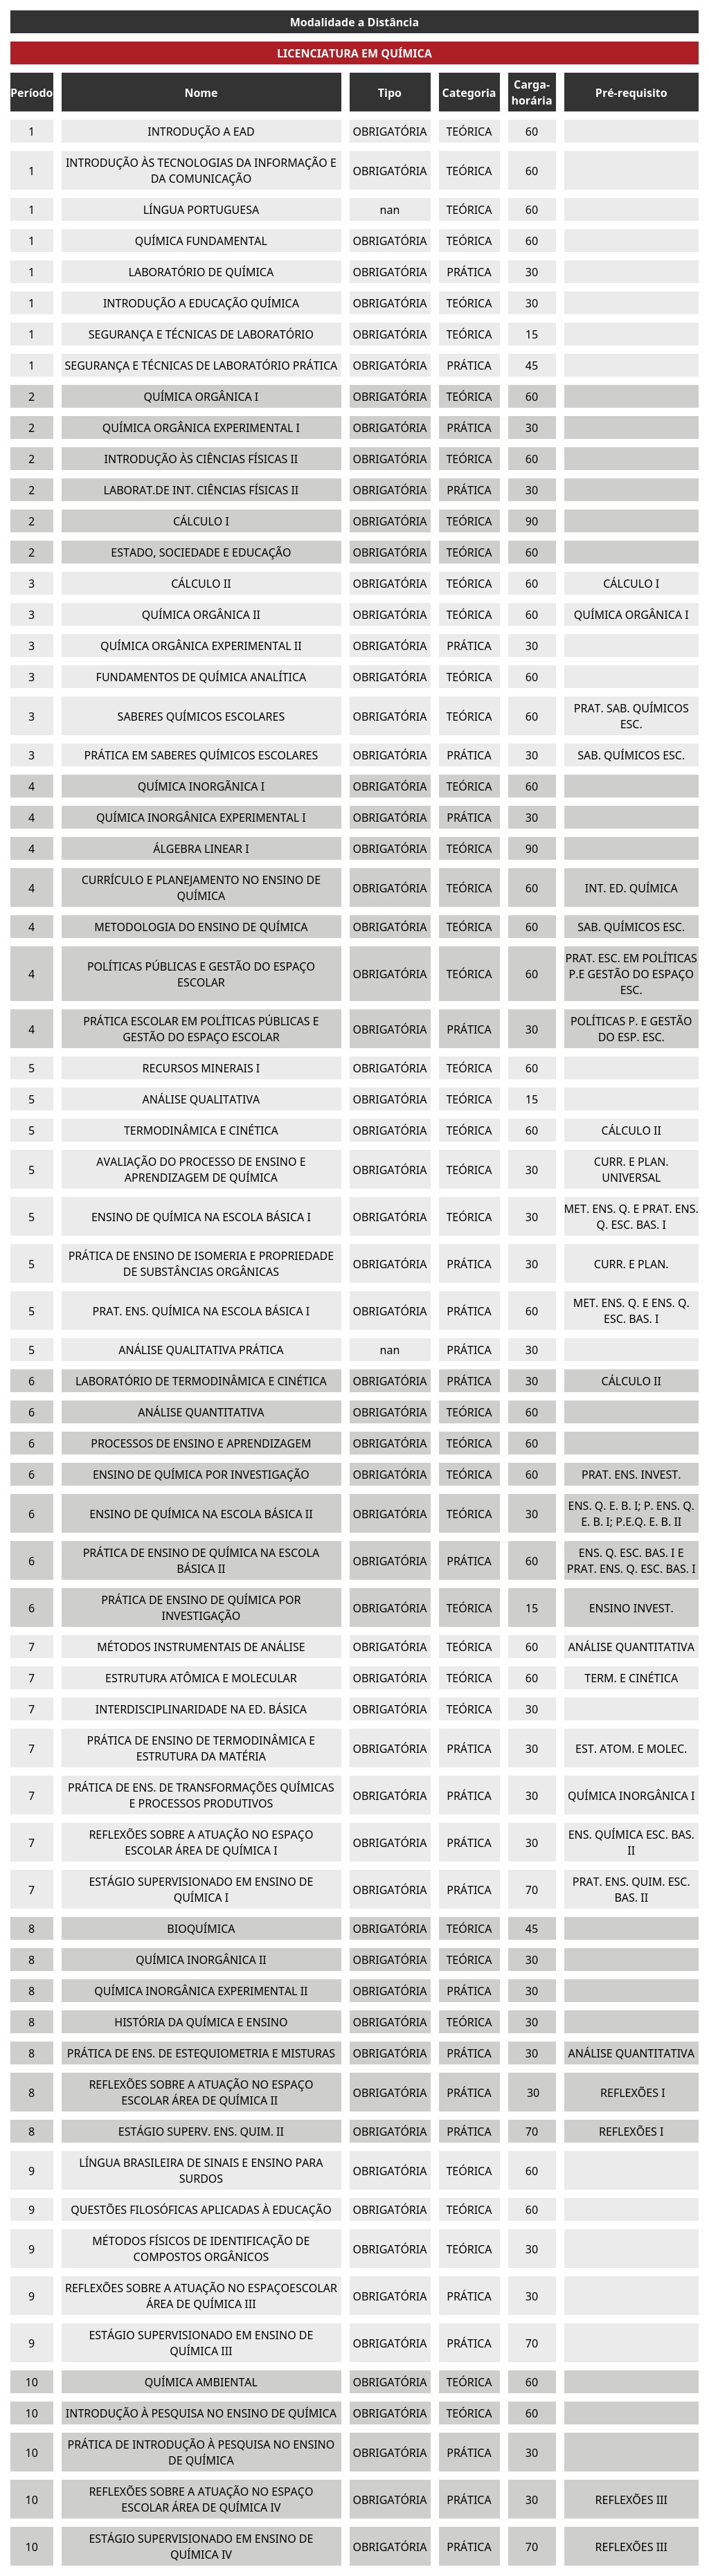 Modalidade a Distância
LICENCIATURA EM QUÍMICA
Período Nome Tipo Categoria Carga-horária Pré-requisito
1 INTRODUÇÃO A EAD OBRIGATÓRIA TEÓRICA 60
1 INTRODUÇÃO ÀS TECNOLOGIAS DA INFORMAÇÃO E DA COMUNICAÇÃO OBRIGATÓRIA TEÓRICA 60
1 LÍNGUA PORTUGUESA nan TEÓRICA 60
1 QUÍMICA FUNDAMENTAL OBRIGATÓRIA TEÓRICA 60
1 LABORATÓRIO DE QUÍMICA OBRIGATÓRIA PRÁTICA 30
1 INTRODUÇÃO A EDUCAÇÃO QUÍMICA OBRIGATÓRIA TEÓRICA 30
1 SEGURANÇA E TÉCNICAS DE LABORATÓRIO OBRIGATÓRIA TEÓRICA 15
1 SEGURANÇA E TÉCNICAS DE LABORATÓRIO PRÁTICA OBRIGATÓRIA PRÁTICA 45
2 QUÍMICA ORGÂNICA I OBRIGATÓRIA TEÓRICA 60
2 QUÍMICA ORGÂNICA EXPERIMENTAL I OBRIGATÓRIA PRÁTICA 30
2 INTRODUÇÃO ÀS CIÊNCIAS FÍSICAS II OBRIGATÓRIA TEÓRICA 60
2 LABORAT.DE INT. CIÊNCIAS FÍSICAS II OBRIGATÓRIA PRÁTICA 30
2 CÁLCULO I OBRIGATÓRIA TEÓRICA 90
2 ESTADO, SOCIEDADE E EDUCAÇÃO OBRIGATÓRIA TEÓRICA 60
3 CÁLCULO II OBRIGATÓRIA TEÓRICA 60 CÁLCULO I
3 QUÍMICA ORGÂNICA II OBRIGATÓRIA TEÓRICA 60 QUÍMICA ORGÂNICA I
3 QUÍMICA ORGÂNICA EXPERIMENTAL II OBRIGATÓRIA PRÁTICA 30
3 FUNDAMENTOS DE QUÍMICA ANALÍTICA OBRIGATÓRIA TEÓRICA 60
3 SABERES QUÍMICOS ESCOLARES OBRIGATÓRIA TEÓRICA 60 PRAT. SAB. QUÍMICOS ESC.
3 PRÁTICA EM SABERES QUÍMICOS ESCOLARES OBRIGATÓRIA PRÁTICA 30 SAB. QUÍMICOS ESC.
4 QUÍMICA INORGÃNICA I OBRIGATÓRIA TEÓRICA 60
4 QUÍMICA INORGÂNICA EXPERIMENTAL I OBRIGATÓRIA PRÁTICA 30
4 ÁLGEBRA LINEAR I OBRIGATÓRIA TEÓRICA 90
4 CURRÍCULO E PLANEJAMENTO NO ENSINO DE QUÍMICA OBRIGATÓRIA TEÓRICA 60 INT. ED. QUÍMICA
4 METODOLOGIA DO ENSINO DE QUÍMICA OBRIGATÓRIA TEÓRICA 60 SAB. QUÍMICOS ESC.
4 POLÍTICAS PÚBLICAS E GESTÃO DO ESPAÇO ESCOLAR OBRIGATÓRIA TEÓRICA 60 PRAT. ESC. EM POLÍTICAS P.E GESTÃO DO ESPAÇO ESC.
4 PRÁTICA ESCOLAR EM POLÍTICAS PÚBLICAS E GESTÃO DO ESPAÇO ESCOLAR OBRIGATÓRIA PRÁTICA 30 POLÍTICAS P. E GESTÃO DO ESP. ESC.
5 RECURSOS MINERAIS I OBRIGATÓRIA TEÓRICA 60
5 ANÁLISE QUALITATIVA OBRIGATÓRIA TEÓRICA 15
5 TERMODINÂMICA E CINÉTICA OBRIGATÓRIA TEÓRICA 60 CÁLCULO II
5 AVALIAÇÃO DO PROCESSO DE ENSINO E APRENDIZAGEM DE QUÍMICA OBRIGATÓRIA TEÓRICA 30 CURR. E PLAN. UNIVERSAL
5 ENSINO DE QUÍMICA NA ESCOLA BÁSICA I OBRIGATÓRIA TEÓRICA 30 MET. ENS. Q. E PRAT. ENS. Q. ESC. BAS. I
5 PRÁTICA DE ENSINO DE ISOMERIA E PROPRIEDADE DE SUBSTÂNCIAS ORGÂNICAS OBRIGATÓRIA PRÁTICA 30 CURR. E PLAN.
5 PRAT. ENS. QUÍMICA NA ESCOLA BÁSICA I OBRIGATÓRIA PRÁTICA 60 MET. ENS. Q. E ENS. Q. ESC. BAS. I
5 ANÁLISE QUALITATIVA PRÁTICA nan PRÁTICA 30
6 LABORATÓRIO DE TERMODINÂMICA E CINÉTICA OBRIGATÓRIA PRÁTICA 30 CÁLCULO II
6 ANÁLISE QUANTITATIVA OBRIGATÓRIA TEÓRICA 60
6 PROCESSOS DE ENSINO E APRENDIZAGEM OBRIGATÓRIA TEÓRICA 60
6 ENSINO DE QUÍMICA POR INVESTIGAÇÃO OBRIGATÓRIA TEÓRICA 60 PRAT. ENS. INVEST.
6 ENSINO DE QUÍMICA NA ESCOLA BÁSICA II OBRIGATÓRIA TEÓRICA 30 ENS. Q. E. B. I; P. ENS. Q. E. B. I; P.E.Q. E. B. II
6 PRÁTICA DE ENSINO DE QUÍMICA NA ESCOLA BÁSICA II OBRIGATÓRIA PRÁTICA 60 ENS. Q. ESC. BAS. I E PRAT. ENS. Q. ESC. BAS. I
6 PRÁTICA DE ENSINO DE QUÍMICA POR INVESTIGAÇÃO OBRIGATÓRIA TEÓRICA 15 ENSINO INVEST.
7 MÉTODOS INSTRUMENTAIS DE ANÁLISE OBRIGATÓRIA TEÓRICA 60 ANÁLISE QUANTITATIVA
7 ESTRUTURA ATÔMICA E MOLECULAR OBRIGATÓRIA TEÓRICA 60 TERM. E CINÉTICA
7 INTERDISCIPLINARIDADE NA ED. BÁSICA OBRIGATÓRIA TEÓRICA 30
7 PRÁTICA DE ENSINO DE TERMODINÂMICA E ESTRUTURA DA MATÉRIA OBRIGATÓRIA PRÁTICA 30 EST. ATOM. E MOLEC.
7 PRÁTICA DE ENS. DE TRANSFORMAÇÕES QUÍMICAS E PROCESSOS PRODUTIVOS OBRIGATÓRIA PRÁTICA 30 QUÍMICA INORGÂNICA I
7 REFLEXÕES SOBRE A ATUAÇÃO NO ESPAÇO ESCOLAR ÁREA DE QUÍMICA I OBRIGATÓRIA PRÁTICA 30 ENS. QUÍMICA ESC. BAS. II
7 ESTÁGIO SUPERVISIONADO EM ENSINO DE QUÍMICA I OBRIGATÓRIA PRÁTICA 70 PRAT. ENS. QUIM. ESC. BAS. II
8 BIOQUÍMICA OBRIGATÓRIA TEÓRICA 45
8 QUÍMICA INORGÂNICA II OBRIGATÓRIA TEÓRICA 30
8 QUÍMICA INORGÂNICA EXPERIMENTAL II OBRIGATÓRIA PRÁTICA 30
8 HISTÓRIA DA QUÍMICA E ENSINO OBRIGATÓRIA TEÓRICA 30
8 PRÁTICA DE ENS. DE ESTEQUIOMETRIA E MISTURAS OBRIGATÓRIA PRÁTICA 30 ANÁLISE QUANTITATIVA
8 REFLEXÕES SOBRE A ATUAÇÃO NO ESPAÇO ESCOLAR ÁREA DE QUÍMICA II OBRIGATÓRIA PRÁTICA 30 REFLEXÕES I
8 ESTÁGIO SUPERV. ENS. QUIM. II OBRIGATÓRIA PRÁTICA 70 REFLEXÕES I
9 LÍNGUA BRASILEIRA DE SINAIS E ENSINO PARA SURDOS OBRIGATÓRIA TEÓRICA 60
9 QUESTÕES FILOSÓFICAS APLICADAS À EDUCAÇÃO OBRIGATÓRIA TEÓRICA 60
9 MÉTODOS FÍSICOS DE IDENTIFICAÇÃO DE COMPOSTOS ORGÂNICOS OBRIGATÓRIA TEÓRICA 30
9 REFLEXÕES SOBRE A ATUAÇÃO NO ESPAÇOESCOLAR ÁREA DE QUÍMICA III OBRIGATÓRIA PRÁTICA 30
9 ESTÁGIO SUPERVISIONADO EM ENSINO DE QUÍMICA III OBRIGATÓRIA PRÁTICA 70
10 QUÍMICA AMBIENTAL OBRIGATÓRIA TEÓRICA 60
10 INTRODUÇÃO À PESQUISA NO ENSINO DE QUÍMICA OBRIGATÓRIA TEÓRICA 60
10 PRÁTICA DE INTRODUÇÃO À PESQUISA NO ENSINO DE QUÍMICA OBRIGATÓRIA PRÁTICA 30
10 REFLEXÕES SOBRE A ATUAÇÃO NO ESPAÇO ESCOLAR ÁREA DE QUÍMICA IV OBRIGATÓRIA PRÁTICA 30 REFLEXÕES III
10 ESTÁGIO SUPERVISIONADO EM ENSINO DE QUÍMICA IV OBRIGATÓRIA PRÁTICA 70 REFLEXÕES III